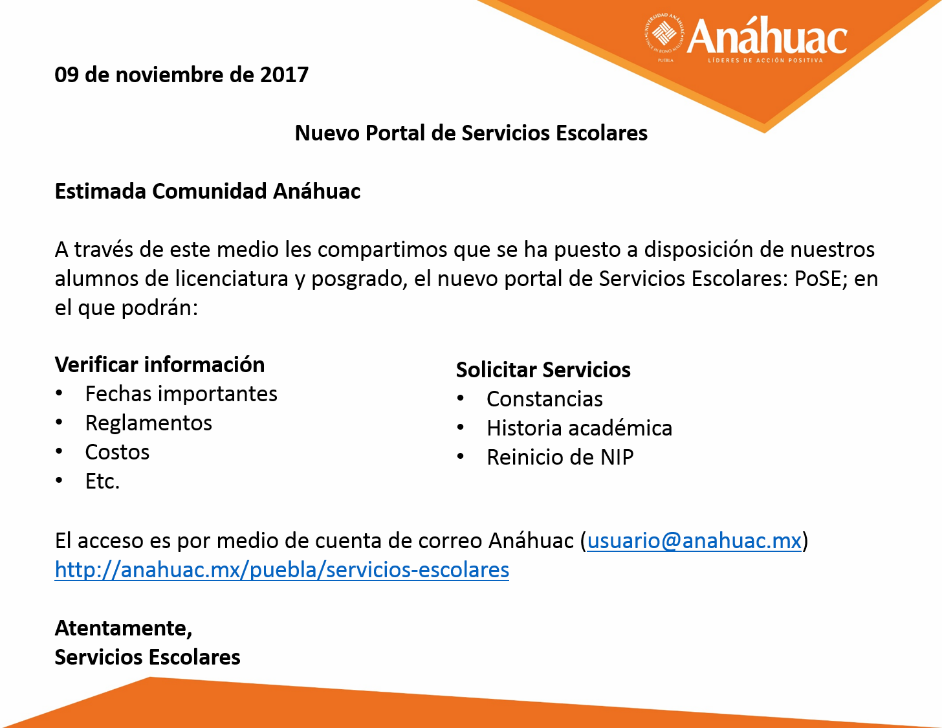 Anáhuac
LÍDERES DE ACCIÓN POSITIVA
PUEBLA
09 de noviembre de 2017
Nuevo Portal de Servicios Escolares
Estimada Comunidad Anáhuac
A través de este medio les compartimos que se ha puesto a disposición de nuestros
alumnos de licenciatura y posgrado, el nuevo portal de Servicios Escolares: PoSE; en
el que podrán:
Verificar información
• Fechas importantes
• Reglamentos
• Costos
• Etc.
Solicitar Servicios
• Constancias
• Historia académica
• Reinicio de NIP
El acceso es por medio de cuenta de correo Anáhuac (usuario@anahuac.mx)
http://anahuac.mx/puebla/servicios-escolares
Atentamente,
Servicios Escolares